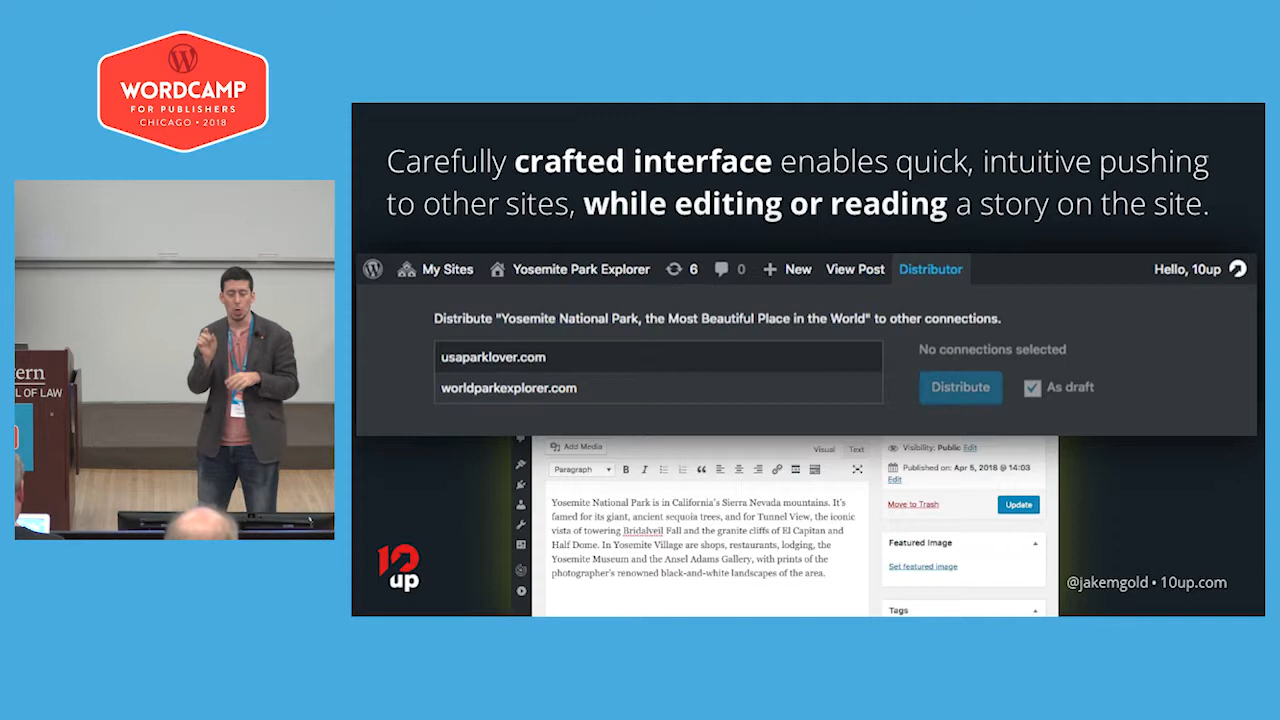 WORDCAMP
FOR PUBLISHERS
CHICAGO • 2018
Carefully crafted interface enables quick, intuitive pushing
to other sites, while editing or reading a story on the site.
My Sites Yosemite Park Explorer 6 0 New View Post Distributor Hello, 10up
Distribute "Yosemite National Park, the Most Beautiful Place in the World" to other connections.
usaparklover.com
worldparkexplorer.com
No connections selected
Distribute As draft
Add Media Visual Text
Paragraph B I
Yosemite National Park is in California's Sierra Nevada mountains. It's
famed for its giant, ancient sequoia trees, and for Tunnel View, the iconic
vista of towering Bridalveil Fall and the granite cliffs of El Capitan and
Half Dome. In Yosemite Village are shops, restaurants, lodging, the
Yosemite Museum and the Ansel Adams Gallery, with prints of the
photographer's renowned black-and-white landscapes of the area.
Visibility: Public Edit
Published on: Apr 5, 2018 @ 14:03
Edit
Move to Trash Update
Featured Image
Set featured image
Tags
10
up
@jakemgold • 10up.com
tern
OL OF LAW